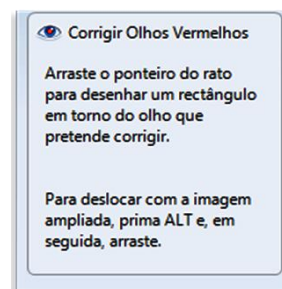 Corrigir Olhos Vermelhos
Arraste o ponteiro do rato
para desenhar um rectângulo
em torno do olho que
pretende corrigir.
Para deslocar com a imagem
ampliada, prima ALT e, em
seguida, arraste.